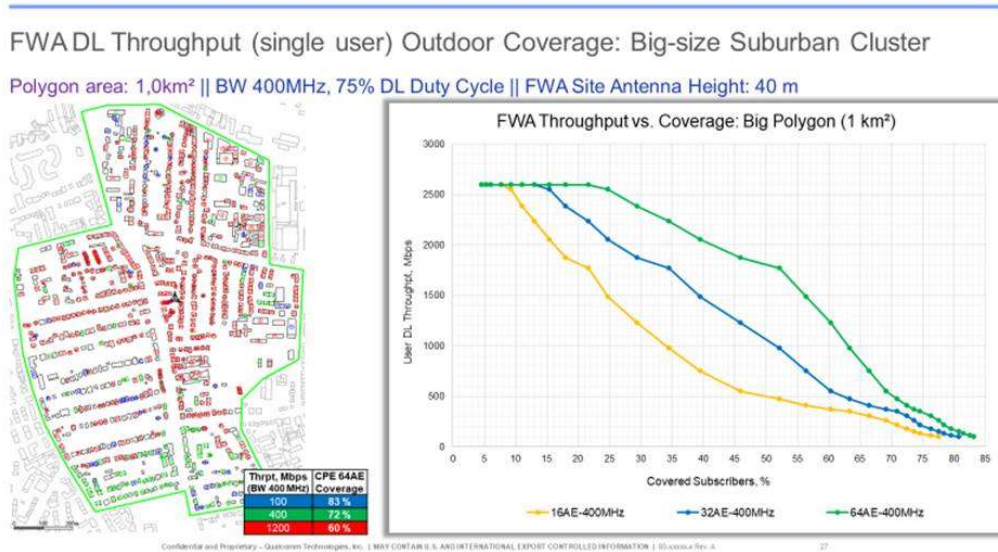 FWA DL Throughput (single user) Outdoor Coverage: Big-size Suburban Cluster
Polygon area: 1,0km² || BW 400MHz, 75% DL Duty Cycle || FWA Site Antenna Height: 40 m
FWA Throughput vs. Coverage: Big Polygon (1 km²)
User DL Throughpt, Mbps
3000
2500
2000
1500
1000
500
0
0 5 10 15 20 25 30 35 40 45 50 55 60 65 70 75 80 85
Covered Subscribers, %
16AE-400MHz 32AE-400MHz 64AE-400MHz
Thrpt, Mbps (BW 400 MHz) CPE 64AE Coverage
100 83 %
400 72 %
1200 60 %
Confidential and Proprietary – Qualcomm Technologies, Inc. | MAY CONTAIN U.S. AND INTERNATIONAL EXPORT CONTROLLED INFORMATION | Rev. A 27